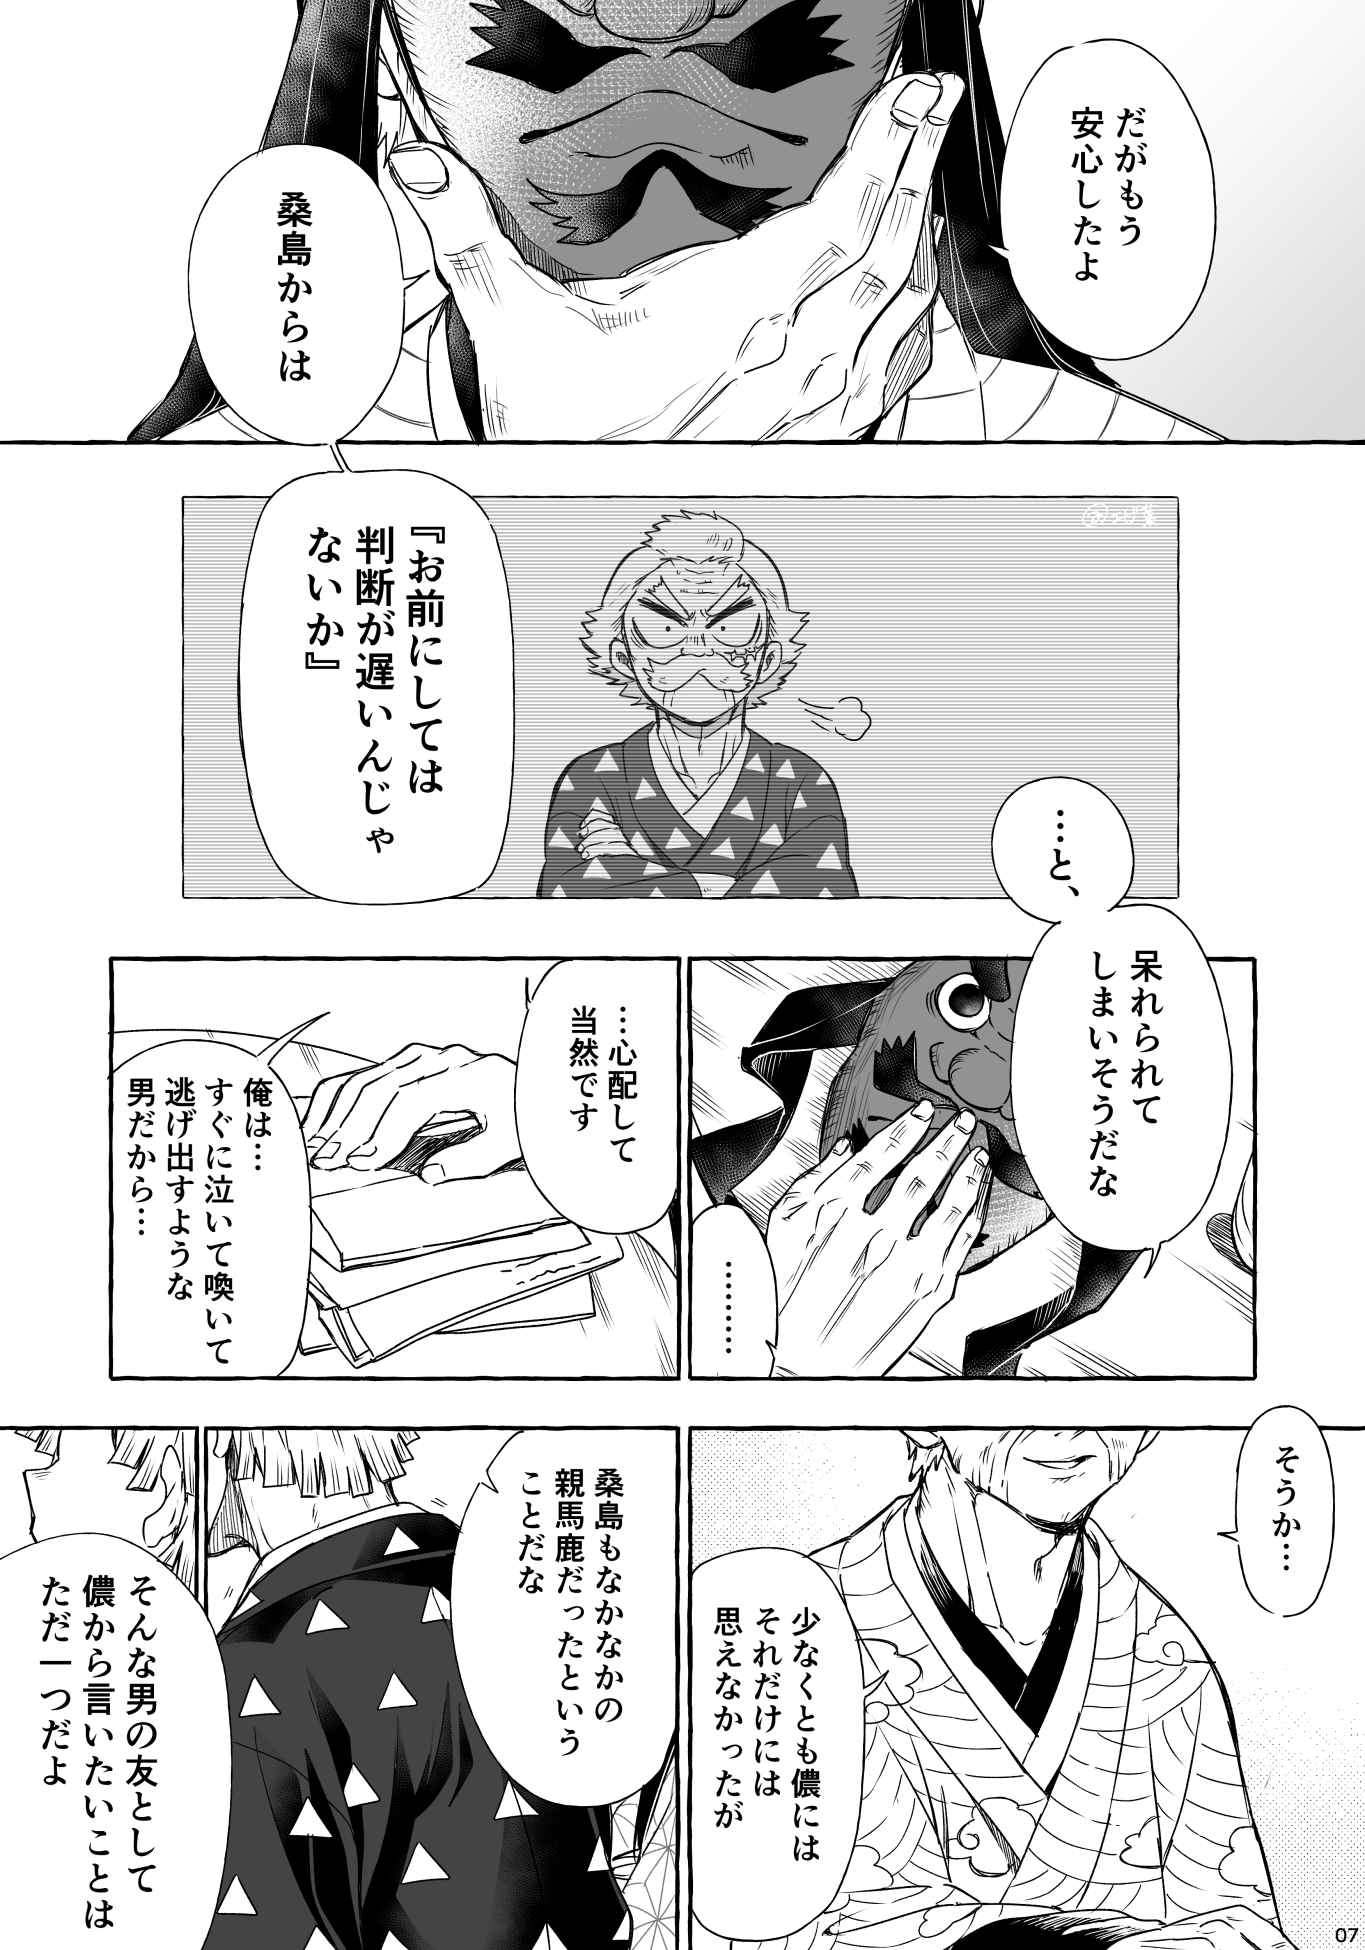 だがもう
安心したよ
桑島からは
『お前にしては
判断が遅いんじゃ
ないか』
…と、
呆れられて
しまいそうだな
………
…心配して
当然です
俺は…
すぐに泣いて喚いて
逃げ出すような
男だから…
そうか…
少なくとも儂には
それだけには
思えなかったが
桑島もなかなかの
親馬鹿だったという
ことだな
そんな男の友として
儂から言いたいことは
ただ一つだよ
07